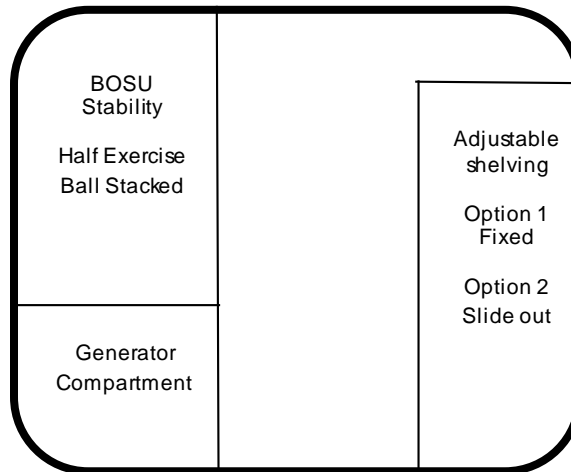 BOSU
Stability
Half Exercise
Ball Stacked
Generator
Compartment
Adjustable
shelving
Option 1
Fixed
Option 2
Slide out